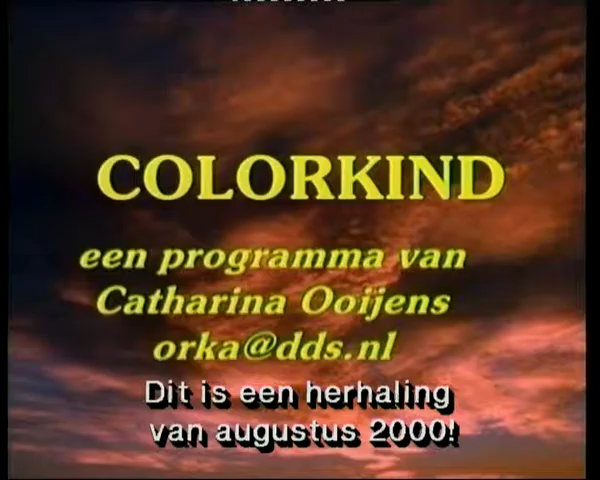 COLORKIND
een programma van
Catharina Ooijens
orka@dds.nl
Dit is een herhaling
van augustus 2000!